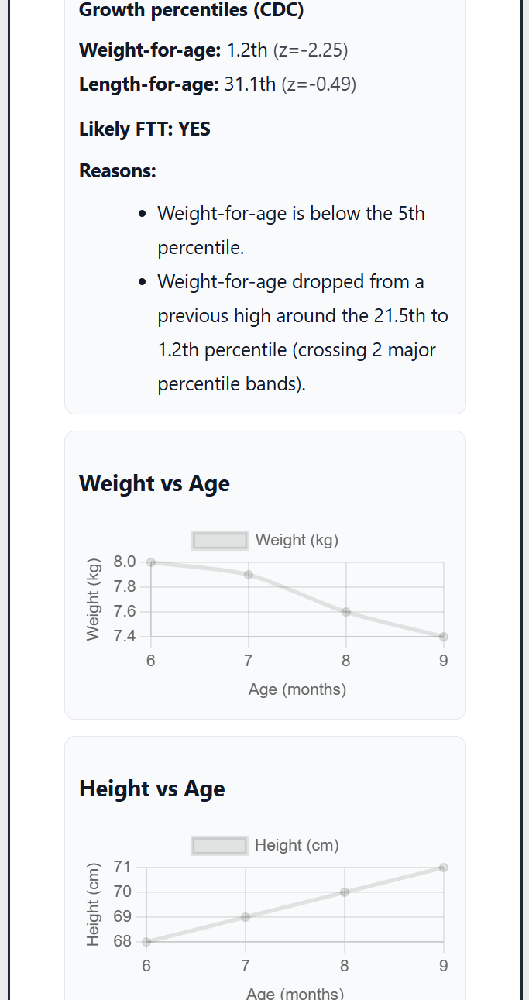 Growth percentiles (CDC)
Weight-for-age: 1.2th (z=-2.25)
Length-for-age: 31.1th (z=-0.49)
Likely FTT: YES
Reasons:
Weight-for-age is below the 5th
percentile.
Weight-for-age dropped from a
previous high around the 21.5th to
1.2th percentile (crossing 2 major
percentile bands).
Weight vs Age
Weight (kg)
Weight (kg)
8.0
7.8
7.6
7.4
6 7 8 9
Age (months)
Height vs Age
Height (cm)
Height (cm)
71
70
69
68
6 7 8 9
Age (months)